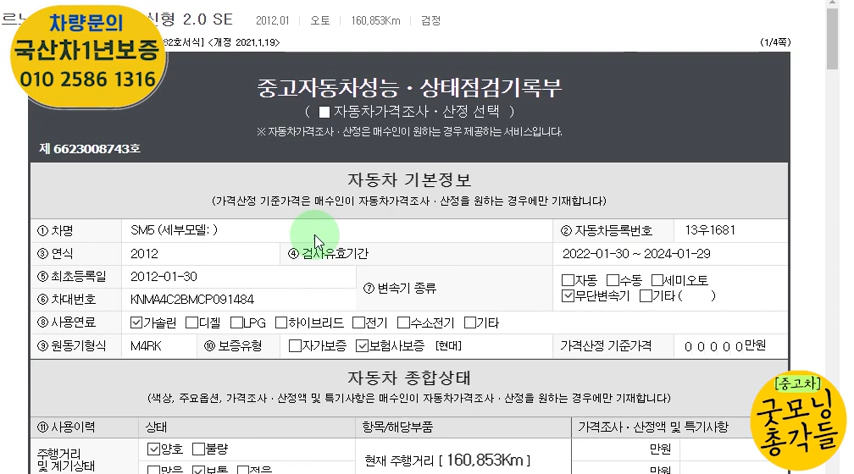 르노
신형 2.0 SE 2012.01 오토 160,853Km 검정
차량문의
국산차1년보증
010 2586 1316
82호서식] <개정 2021.1.19> (1/4쪽)
중고자동차성능·상태점검기록부
( ■ 자동차가격조사·산정 선택 )
※ 자동차가격조사·산정은 매수인이 원하는 경우 제공하는 서비스입니다.
제 6623008743호
자동차 기본정보
(가격산정 기준가격은 매수인이 자동차가격조사·산정을 원하는 경우에만 기재합니다)
① 차명 SM5 (세부모델: ) ② 자동차등록번호 13우1681
③ 연식 2012 ④ 검사유효기간 2022-01-30 ~ 2024-01-29
⑤ 최초등록일 2012-01-30
⑦ 변속기 종류 □자동 □수동 □세미오토
☑무단변속기 □기타 ( )
⑥ 차대번호 KNMA4C2BMCP091484
⑧ 사용연료 ☑가솔린 □디젤 □LPG □하이브리드 □전기 □수소전기 □기타
⑨ 원동기형식 M4RK ⑩ 보증유형 □자가보증 ☑보험사보증 [현대] 가격산정 기준가격 0 0 0 0 0 만원
자동차 종합상태
(색상, 주요옵션, 가격조사·산정액 및 특기사항은 매수인이 자동차가격조사·산정을 원하는 경우에만 기재합니다)
⑪ 사용이력 상태 항목/해당부품 가격조사·산정액 및 특기사항
주행거리
및 계기상태
☑양호 □불량 현재 주행거리 [ 160,853Km ] 만원
□많음 ☑보통 □적음 만원
[중고차]
굿모닝
총각들